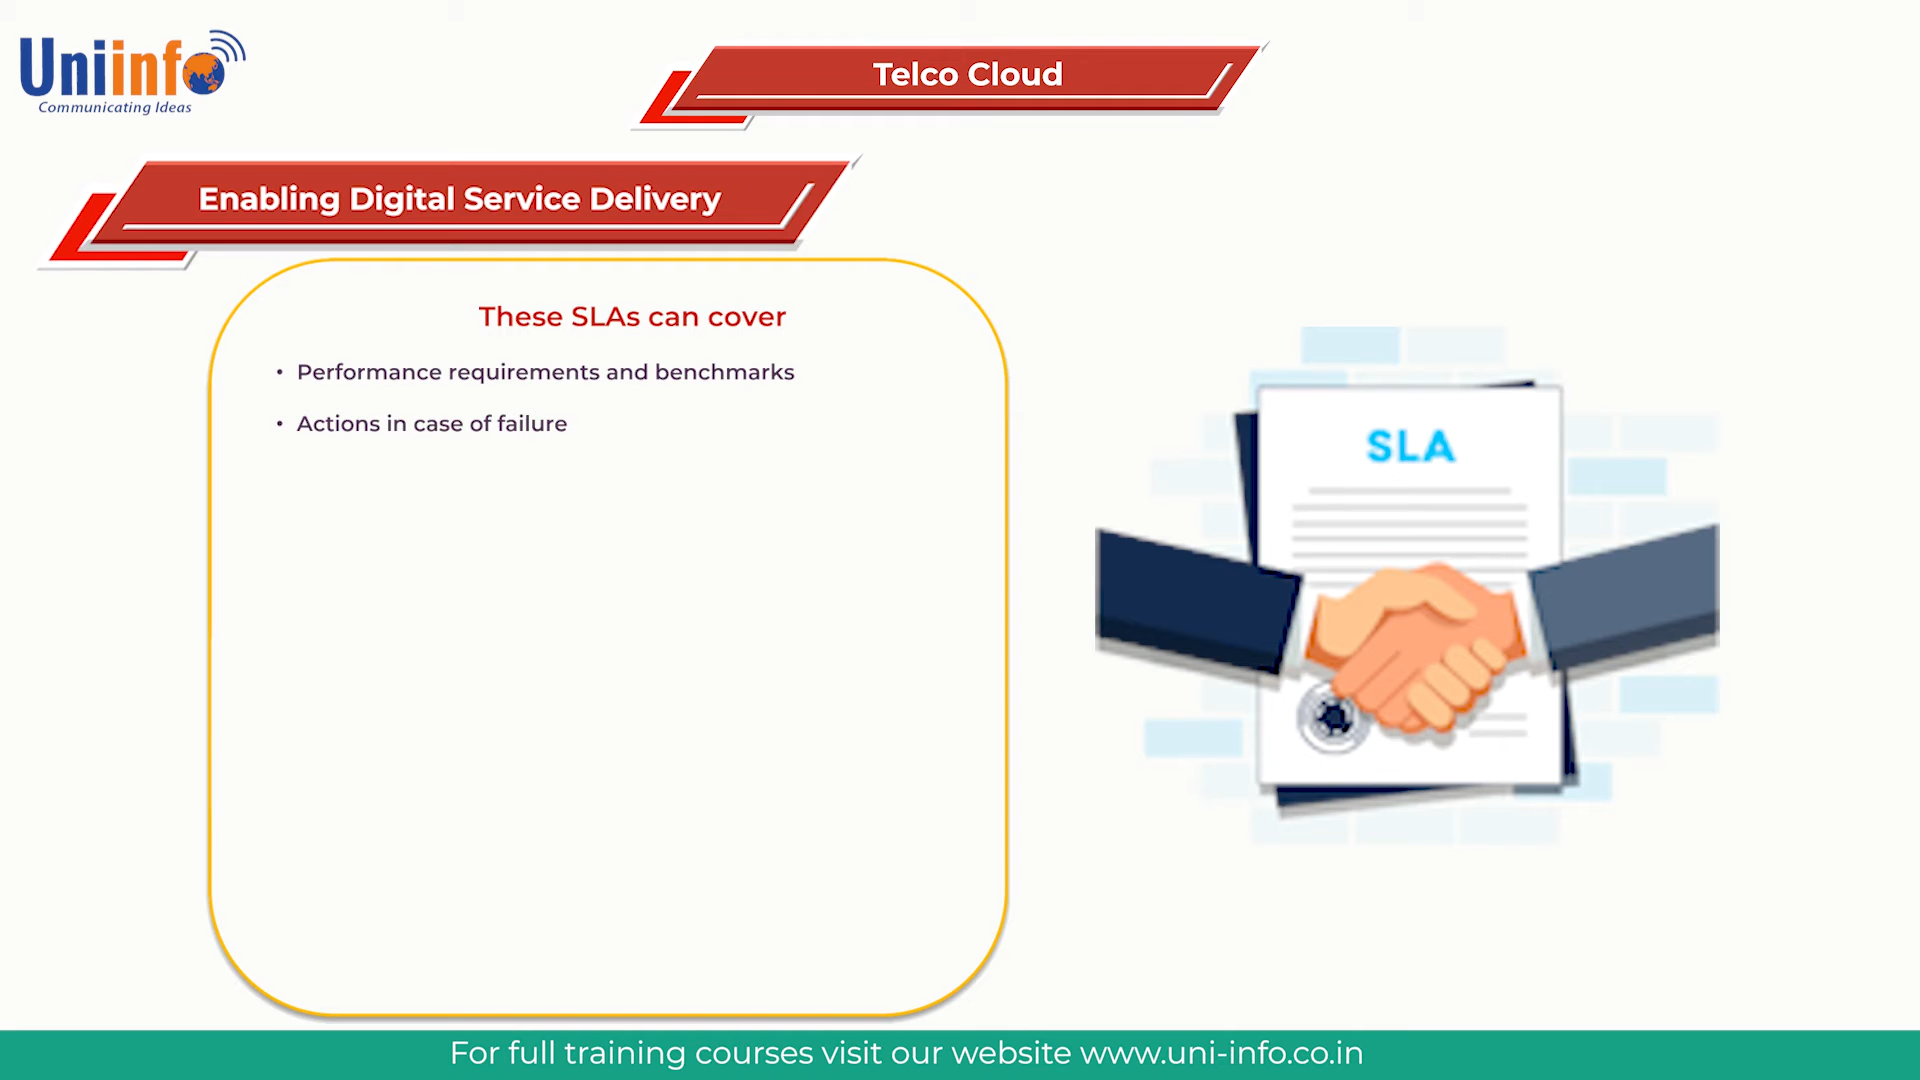 Uniinfo
Communicating Ideas
Telco Cloud
Enabling Digital Service Delivery
These SLAs can cover
• Performance requirements and benchmarks
• Actions in case of failure
SLA
For full training courses visit our website www.uni-info.co.in